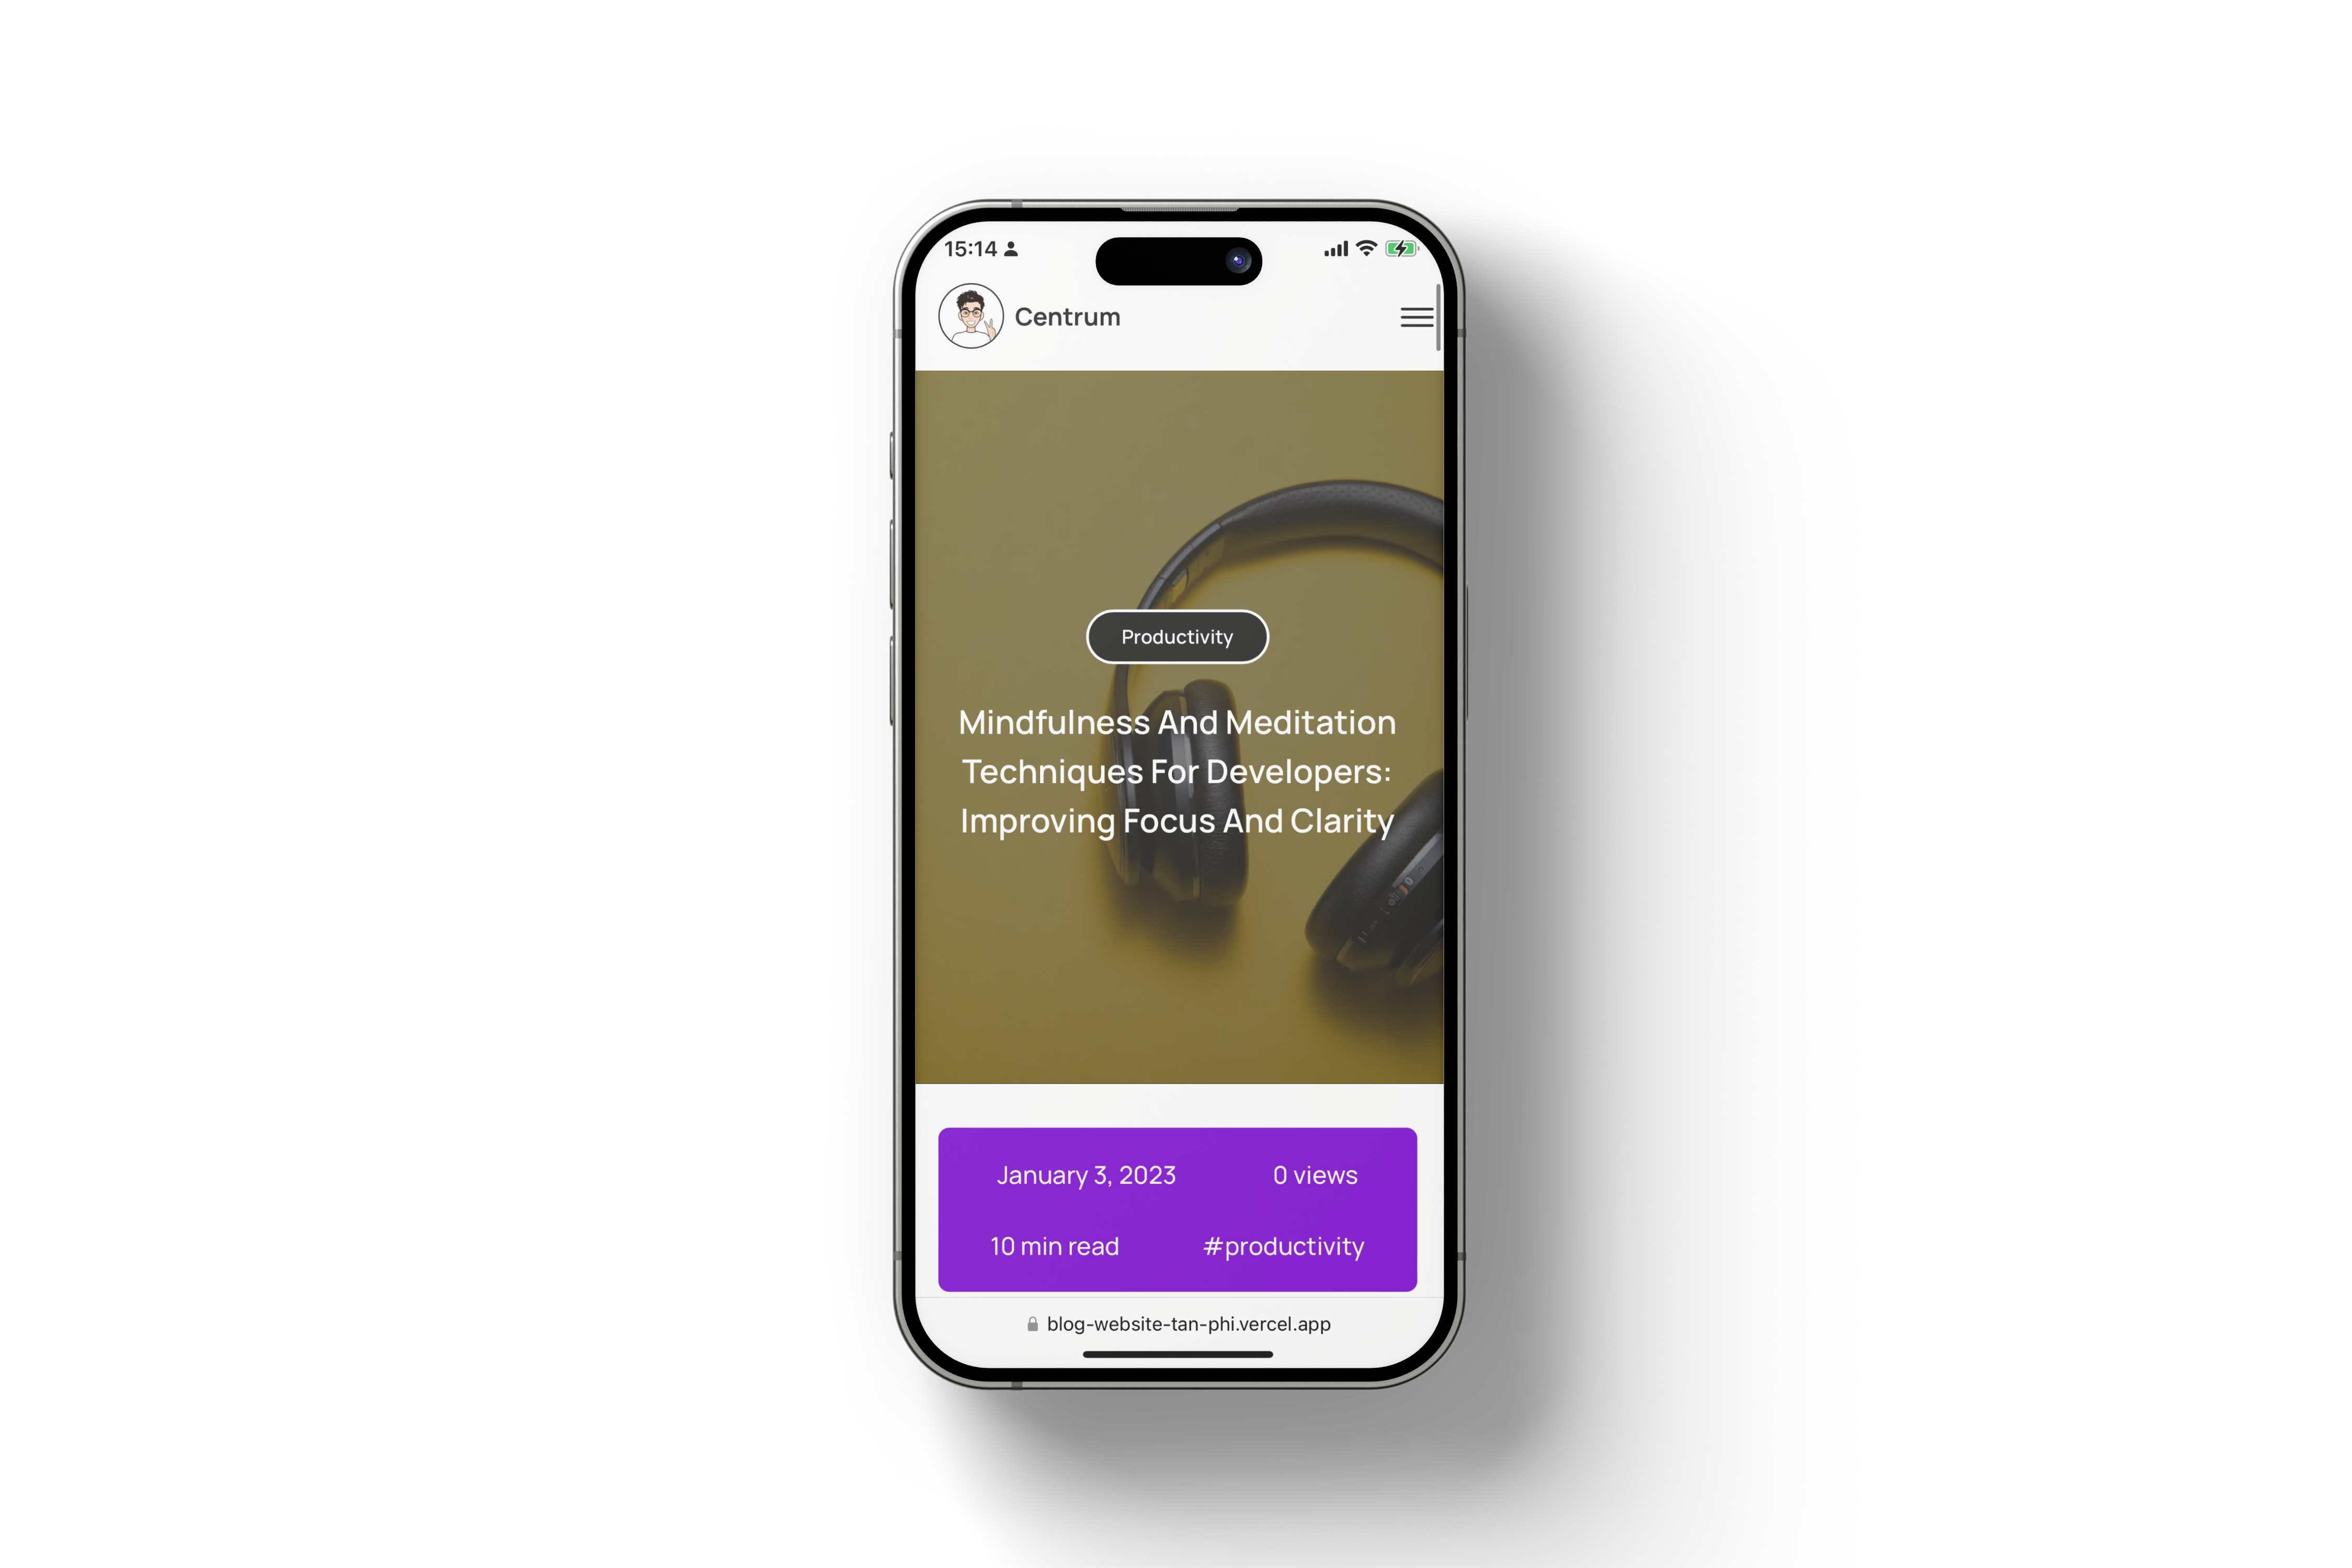 15:14
Centrum
Productivity
Mindfulness And Meditation
Techniques For Developers:
Improving Focus And Clarity
January 3, 2023 0 views
10 min read #productivity
blog-website-tan-phi.vercel.app